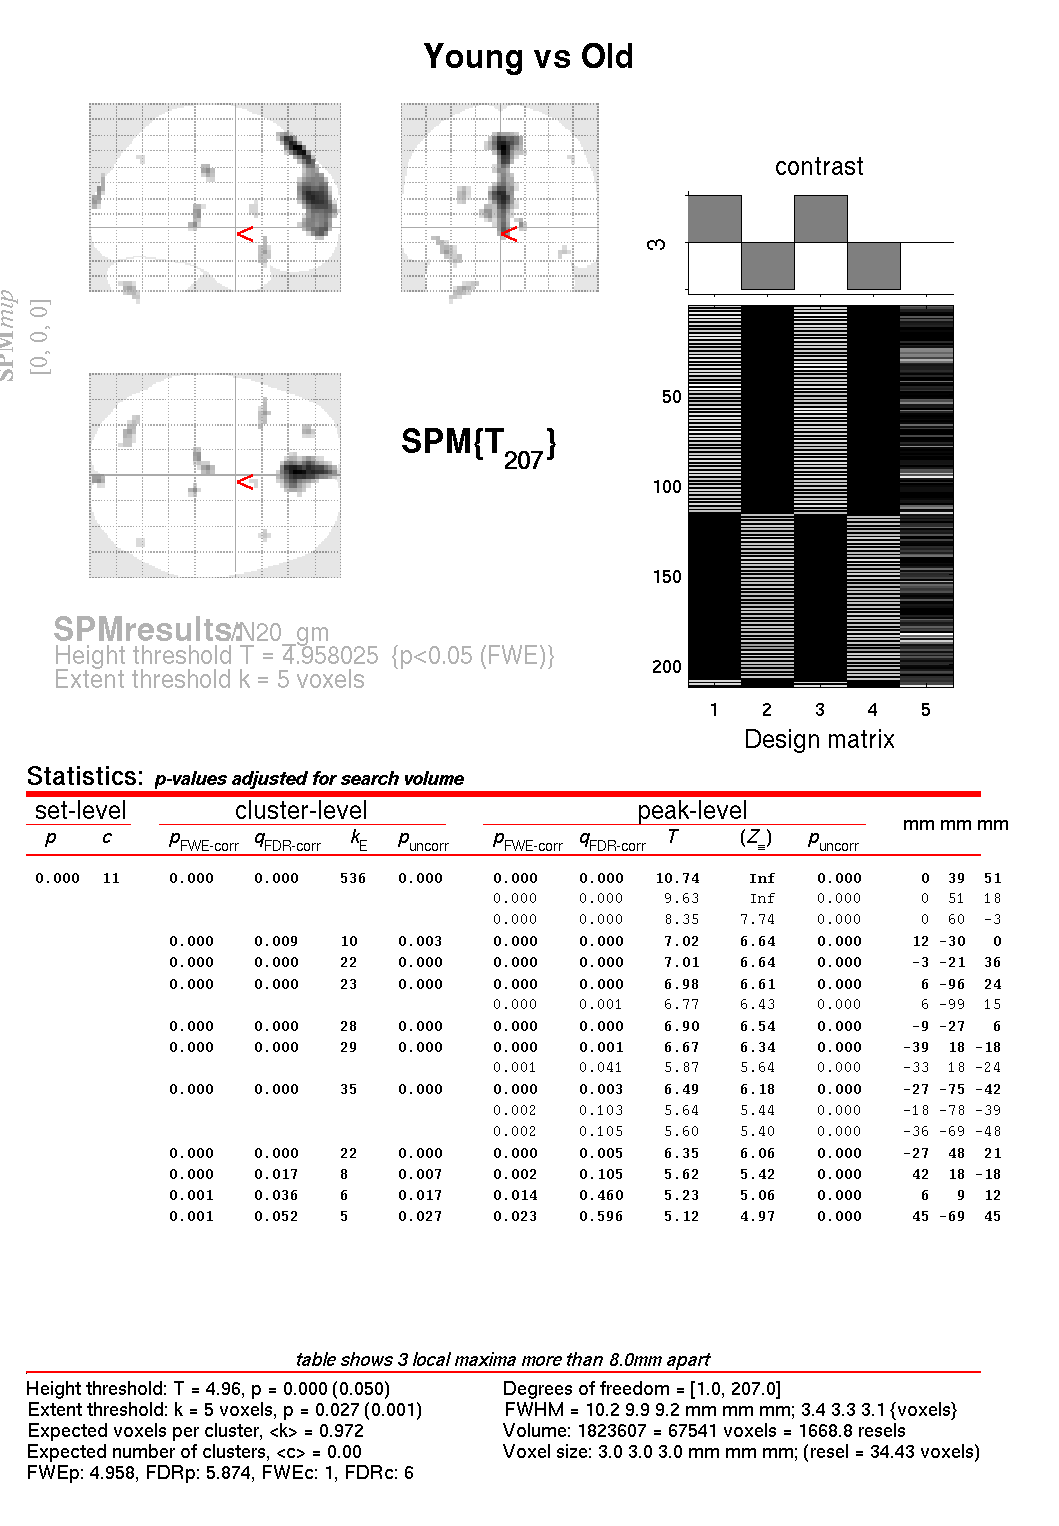 Young vs Old
contrast
3
SPMmip
[0, 0, 0]
<
<
<
SPM{T207}
50
100
150
200
1 2 3 4 5
Design matrix
SPMresults: .\N20_gm
Height threshold T = 4.958025 {p<0.05 (FWE)}
Extent threshold k = 5 voxels
Statistics: p-values adjusted for search volume
set-level cluster-level peak-level
p c pFWE-corr qFDR-corr kE puncorr pFWE-corr qFDR-corr T (Z≡) puncorr mm mm mm
0.000 11 0.000 0.000 536 0.000 0.000 0.000 10.74 Inf 0.000 0 39 51
0.000 0.000 9.63 Inf 0.000 0 51 18
0.000 0.000 8.35 7.74 0.000 0 60 -3
0.000 0.009 10 0.003 0.000 0.000 7.02 6.64 0.000 12 -30 0
0.000 0.000 22 0.000 0.000 0.000 7.01 6.64 0.000 -3 -21 36
0.000 0.000 23 0.000 0.000 0.000 6.98 6.61 0.000 6 -96 24
0.000 0.001 6.77 6.43 0.000 6 -99 15
0.000 0.000 28 0.000 0.000 0.000 6.90 6.54 0.000 -9 -27 6
0.000 0.000 29 0.000 0.000 0.001 6.67 6.34 0.000 -39 18 -18
0.001 0.041 5.87 5.64 0.000 -33 18 -24
0.000 0.000 35 0.000 0.000 0.003 6.49 6.18 0.000 -27 -75 -42
0.002 0.103 5.64 5.44 0.000 -18 -78 -39
0.002 0.105 5.60 5.40 0.000 -36 -69 -48
0.000 0.000 22 0.000 0.000 0.005 6.35 6.06 0.000 -27 48 21
0.000 0.017 8 0.007 0.002 0.105 5.62 5.42 0.000 42 18 -18
0.001 0.036 6 0.017 0.014 0.460 5.23 5.06 0.000 6 9 12
0.001 0.052 5 0.027 0.023 0.596 5.12 4.97 0.000 45 -69 45
table shows 3 local maxima more than 8.0mm apart
Height threshold: T = 4.96, p = 0.000 (0.050)
Extent threshold: k = 5 voxels, p = 0.027 (0.001)
Expected voxels per cluster, <k> = 0.972
Expected number of clusters, <c> = 0.00
FWEp: 4.958, FDRp: 5.874, FWEc: 1, FDRc: 6
Degrees of freedom = [1.0, 207.0]
FWHM = 10.2 9.9 9.2 mm mm mm; 3.4 3.3 3.1 {voxels}
Volume: 1823607 = 67541 voxels = 1668.8 resels
Voxel size: 3.0 3.0 3.0 mm mm mm; (resel = 34.43 voxels)